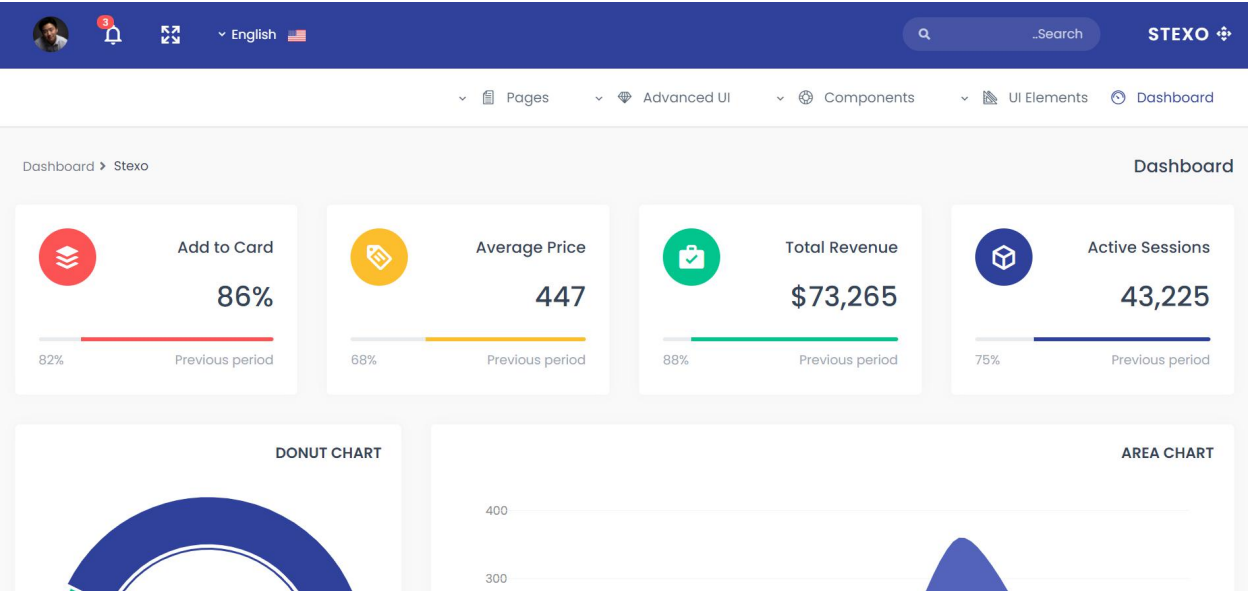 3
English
..Search
STEXO
Pages
Advanced UI
Components
UI Elements
Dashboard
Dashboard > Stexo
Dashboard
Add to Card
86%
82% Previous period
Average Price
447
68% Previous period
Total Revenue
$73,265
88% Previous period
Active Sessions
43,225
75% Previous period
DONUT CHART
AREA CHART
400
300